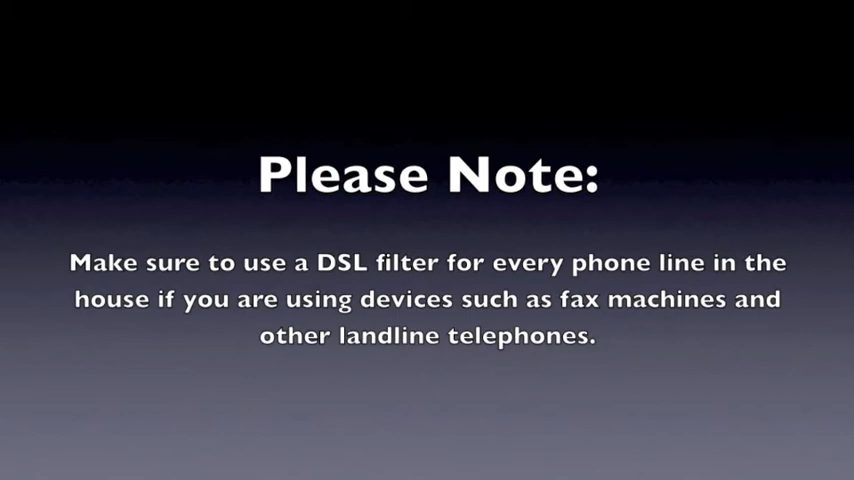 Please Note:
Make sure to use a DSL filter for every phone line in the
house if you are using devices such as fax machines and
other landline telephones.